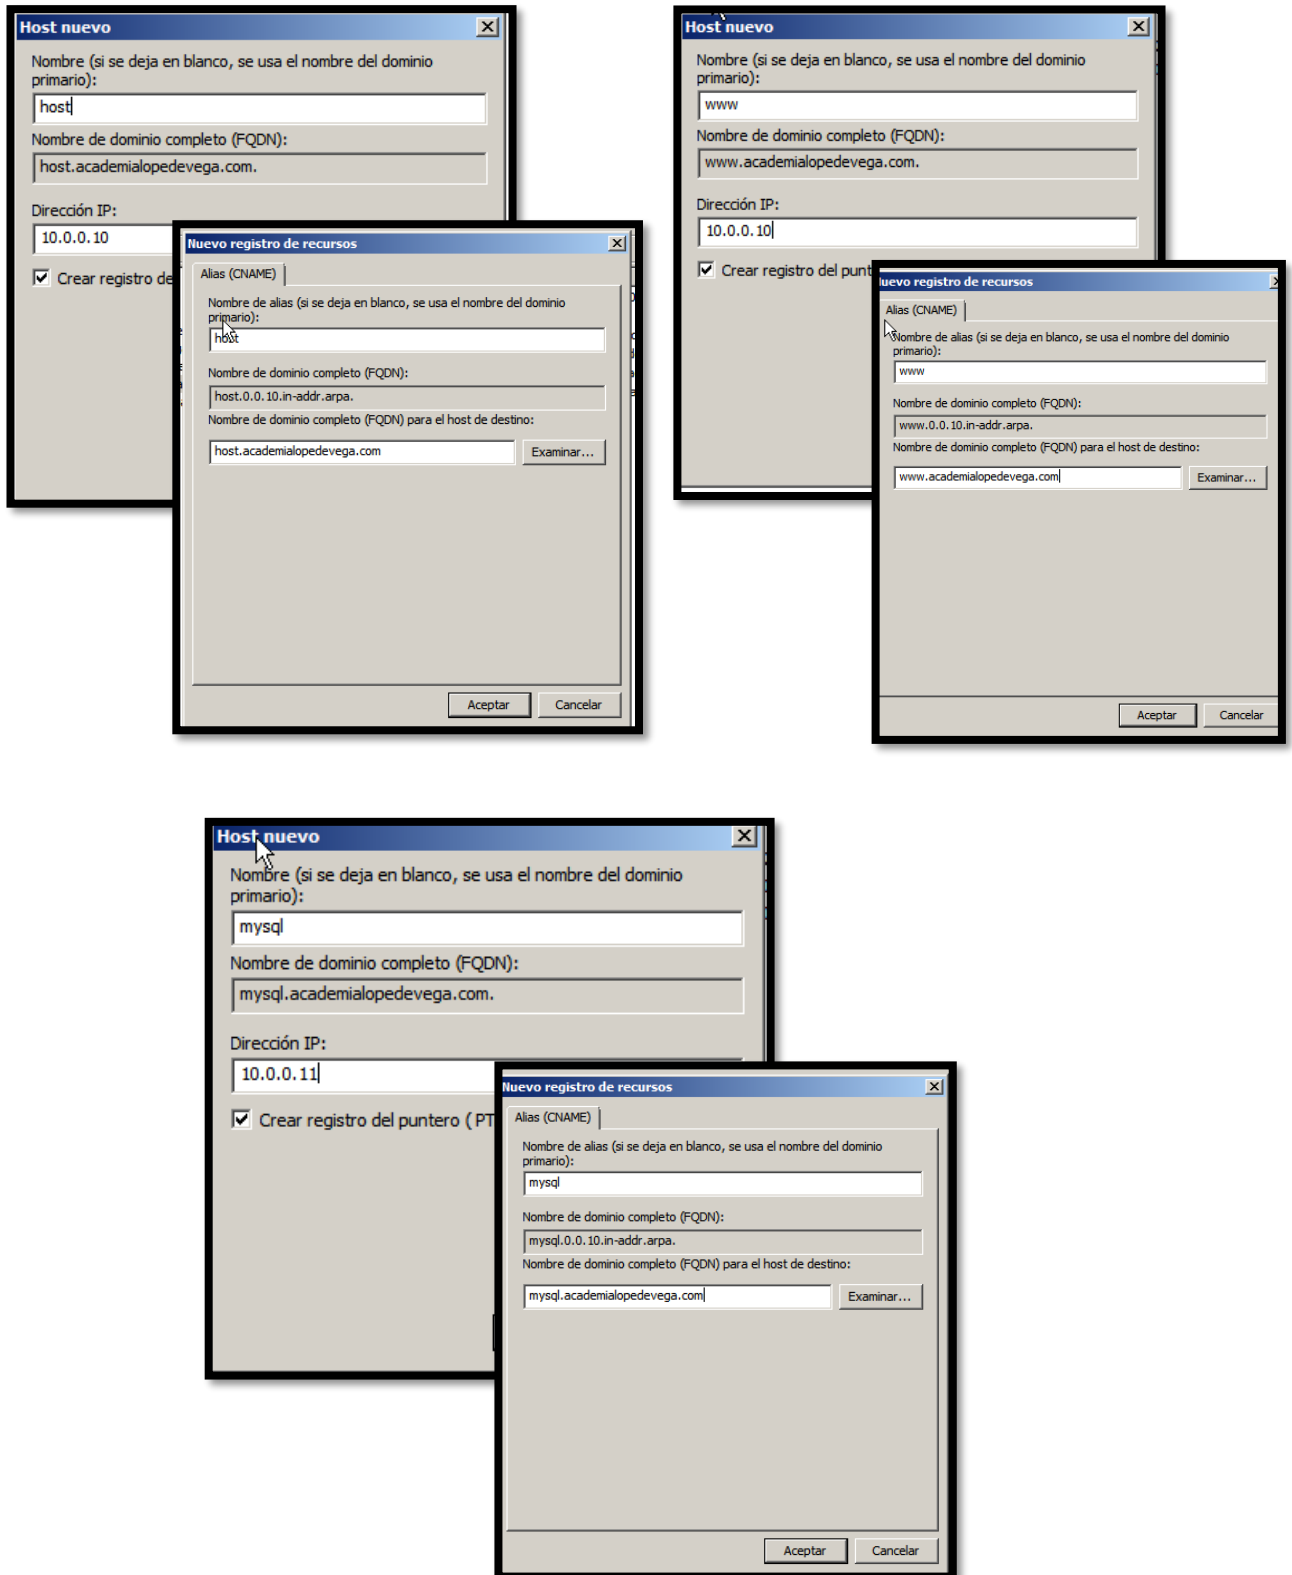 Host nuevo
Nombre (si se deja en blanco, se usa el nombre del dominio
primario):
host
Nombre de dominio completo (FQDN):
host.academialopedevega.com.
Dirección IP:
10.0.0.10
Crear registro de
Nuevo registro de recursos
Alias (CNAME)
Nombre de alias (si se deja en blanco, se usa el nombre del dominio
primario):
host
Nombre de dominio completo (FQDN):
host.0.0.10.in-addr.arpa.
Nombre de dominio completo (FQDN) para el host de destino:
host.academialopedevega.com
Examinar...
Aceptar
Cancelar
Host nuevo
Nombre (si se deja en blanco, se usa el nombre del dominio
primario):
www
Nombre de dominio completo (FQDN):
www.academialopedevega.com.
Dirección IP:
10.0.0.10
Crear registro del punt
uevo registro de recursos
Alias (CNAME)
Nombre de alias (si se deja en blanco, se usa el nombre del dominio
primario):
www
Nombre de dominio completo (FQDN):
www.0.0.10.in-addr.arpa.
Nombre de dominio completo (FQDN) para el host de destino:
www.academialopedevega.com
Examinar...
Aceptar
Cancelar
Host nuevo
Nombre (si se deja en blanco, se usa el nombre del dominio
primario):
mysql
Nombre de dominio completo (FQDN):
mysql.academialopedevega.com.
Dirección IP:
10.0.0.11
Crear registro del puntero (PT
Nuevo registro de recursos
Alias (CNAME)
Nombre de alias (si se deja en blanco, se usa el nombre del dominio
primario):
mysql
Nombre de dominio completo (FQDN):
mysql.0.0.10.in-addr.arpa.
Nombre de dominio completo (FQDN) para el host de destino:
mysql.academialopedevega.com
Examinar...
Aceptar
Cancelar